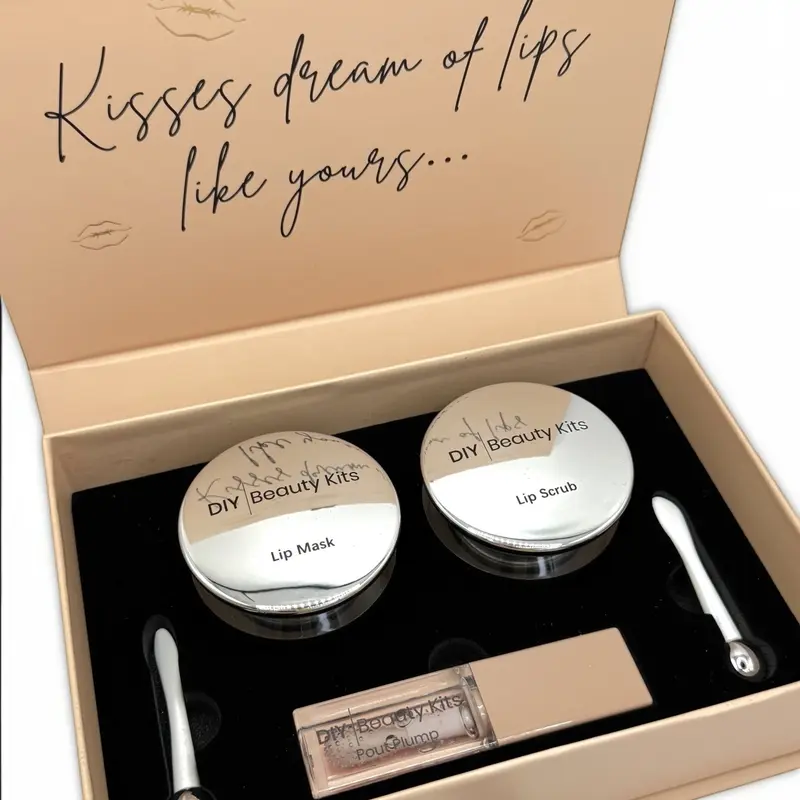 Kisses dream of lips
like yours...
DIY | Beauty Kits
Lip Mask
DIY | Beauty Kits
Lip Scrub
DIY | Beauty Kits
Pout Plump